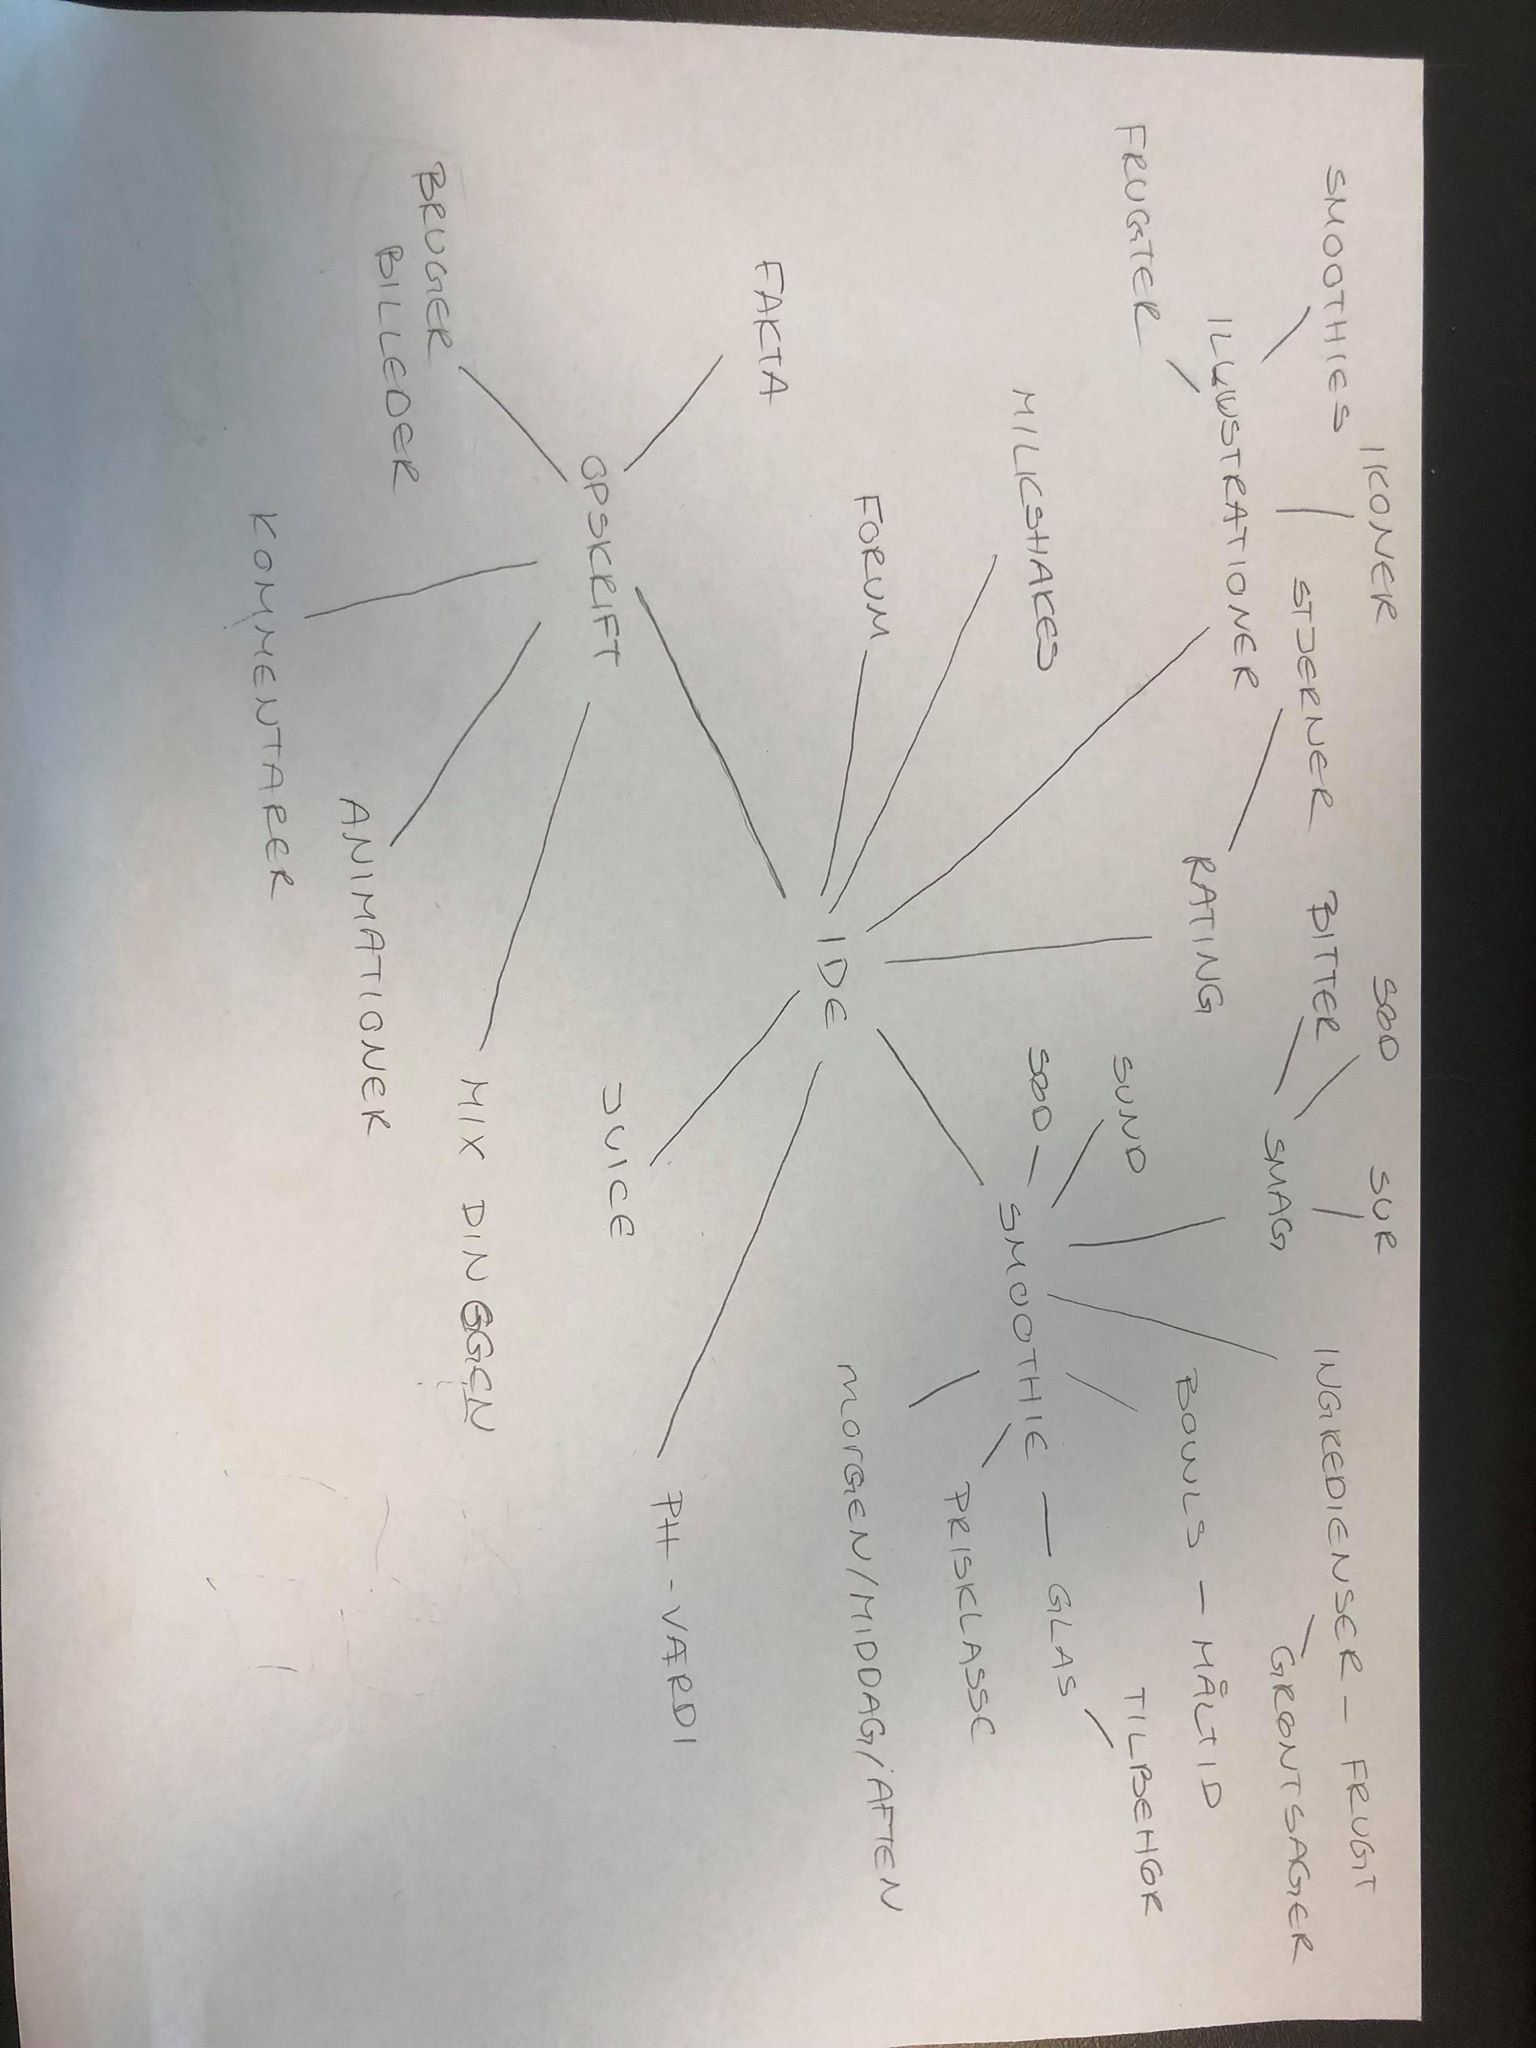 IKONER
SØD
SUR
SMOOTHIES
STJERNER
BITTER
INGREDIENSER - FRUGT
SMAG
GRØNTSAGER
ILLUSTRATIONER
RATING
BOWLS - MÅLTID
FRUGTER
SUND
TILBEHØR
MILKSHAKES
SØD - SMOOTHIE - GLAS
PRISKLASSE
FORUM
IDE
MORGEN/MIDDAG/AFTEN
FAKTA
OPSKRIFT
JUICE
PH-VÆRDI
BRUGER
BILLEDER
MIX DIN EGEN
ANIMATIONER
KOMMENTARER